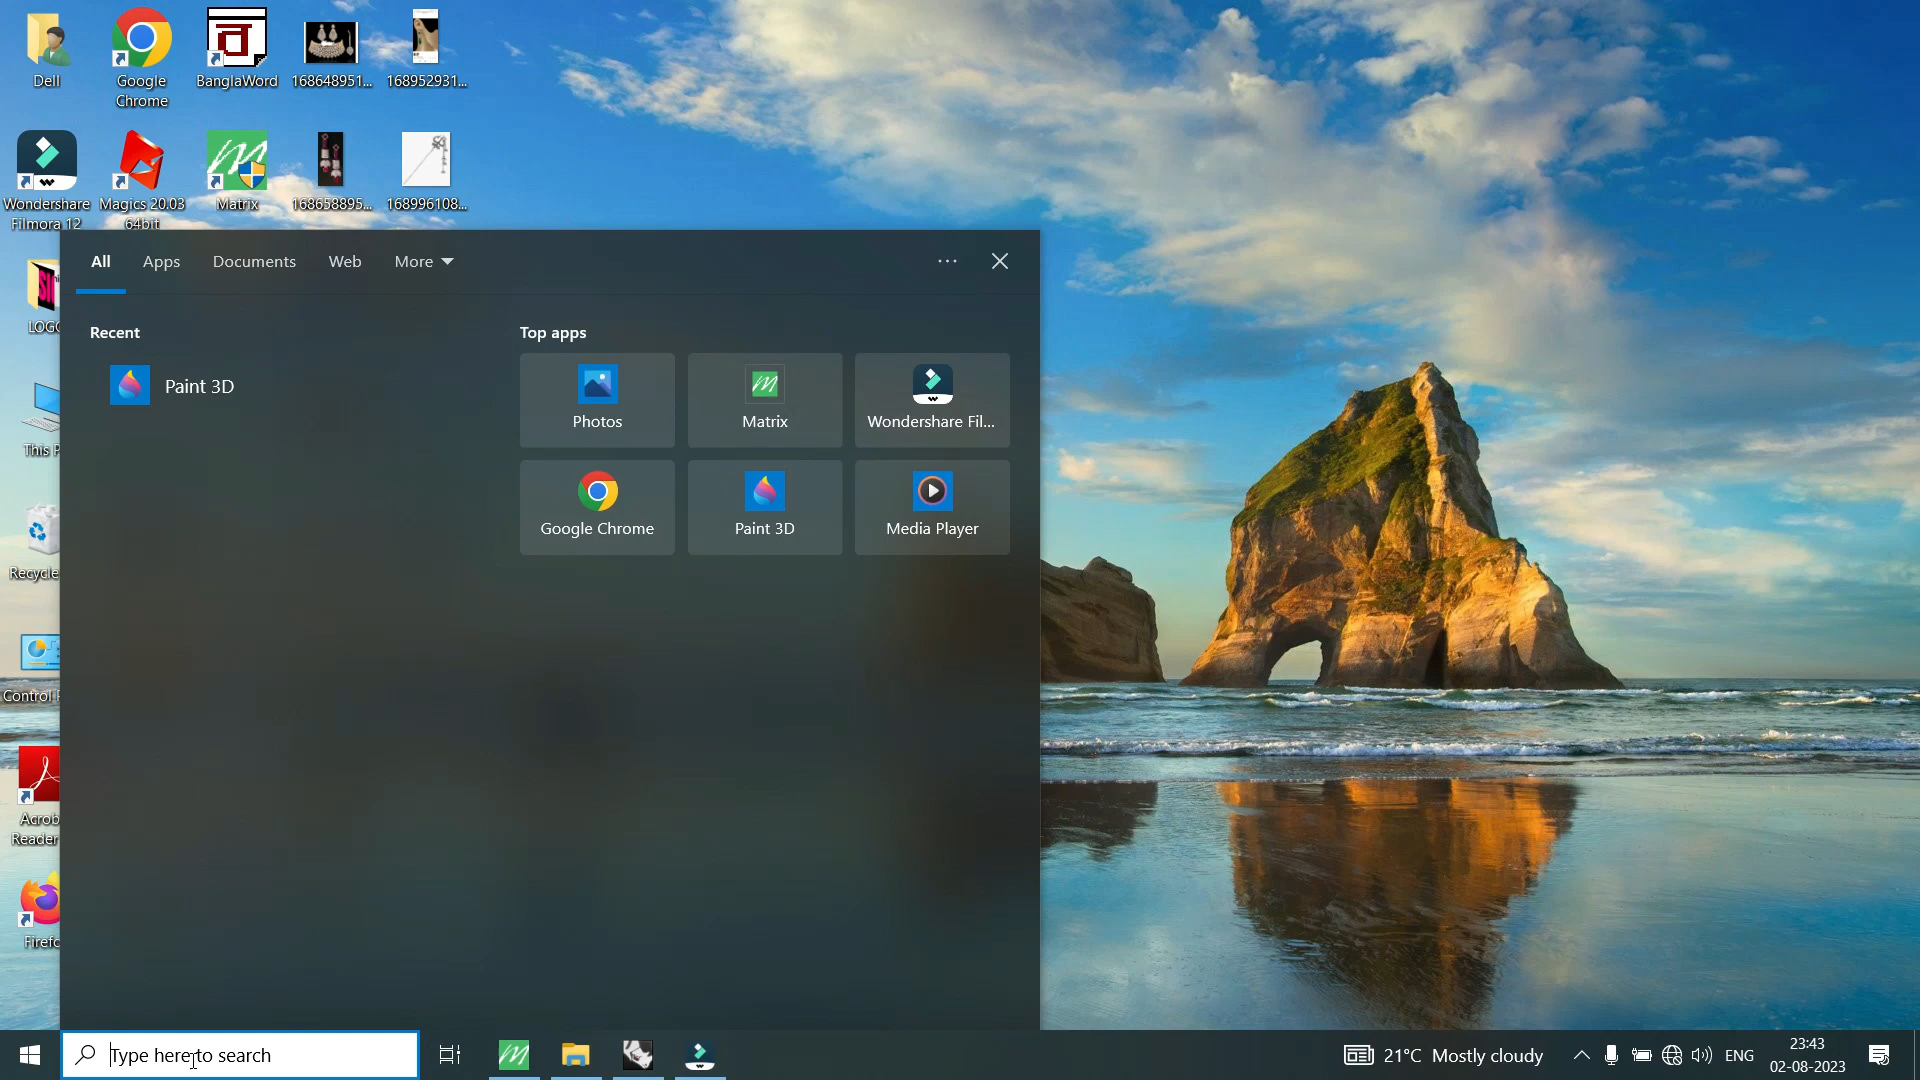 Dell
Google
Chrome
BanglaWord
168648951...
168952931...
Wondershare
Filmora 12
Magics 20.03
64bit
Matrix
168658895...
168996108...
All
Apps
Documents
Web
More
Recent
Top apps
Paint 3D
Photos
Matrix
Wondershare Fil...
Google Chrome
Paint 3D
Media Player
LOGO
This P
Recycle
Control
Acrob
Reader
Firefo
Type here to search
21°C Mostly cloudy
ENG
23:43
02-08-2023